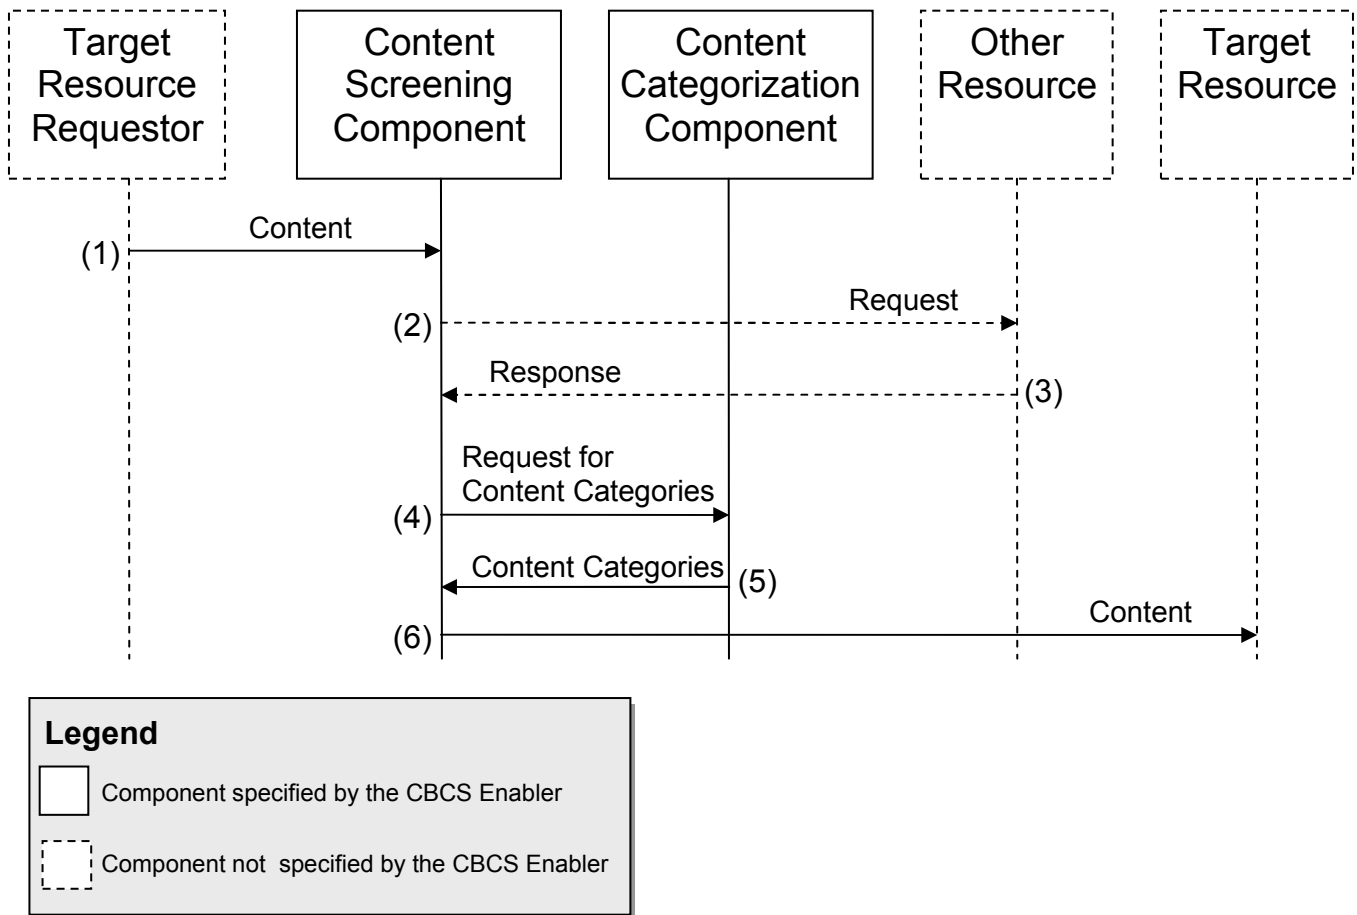 Target
Resource
Requestor
Content
Screening
Component
Content
Categorization
Component
Other
Resource
Target
Resource
Content
(1)
Request
(2)
Response
(3)
Request for
Content Categories
(4)
Content Categories
(5)
Content
(6)
Legend
Component specified by the CBCS Enabler
Component not  specified by the CBCS Enabler